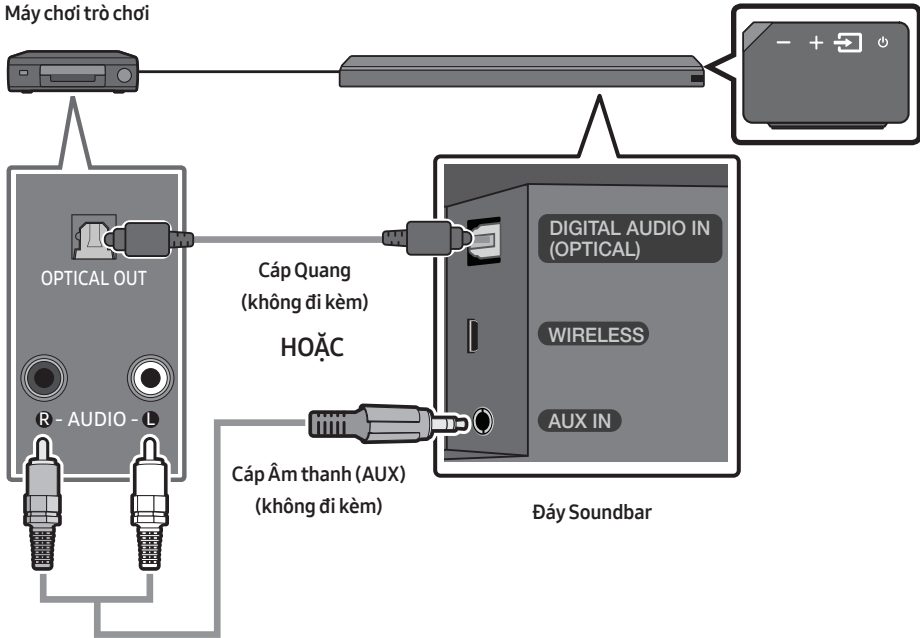 Máy chơi trò chơi
OPTICAL OUT
R - AUDIO - L
Cáp Quang
(không đi kèm)
HOẶC
Cáp Âm thanh (AUX)
(không đi kèm)
DIGITAL AUDIO IN
(OPTICAL)
WIRELESS
AUX IN
Đáy Soundbar